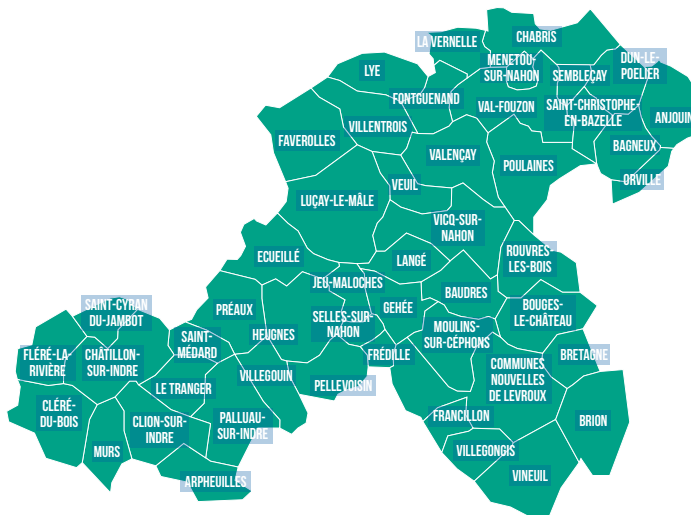 CHABRIS
LA VERNELLE
MENETOU-
SUR-NAHON
SEMBLEÇAY
DUN-LE-
POELIER
LYE
FONTGUENAND
VAL-FOUZON
SAINT-CHRISTOPHE-
EN-BAZELLE
ANJOUIN
VILLENTROIS
FAVEROLLES
VALENÇAY
POULAINES
BAGNEUX
ORVILLE
VEUIL
LUÇAY-LE-MÂLE
VICQ-SUR-
NAHON
ECUEILLÉ
LANGÉ
ROUVRES-
LES-BOIS
JEU-MALOCHES
BAUDRES
GEHÉE
BOUGES-
LE-CHÂTEAU
SAINT-CYRAN
DU-JAMBOT
PRÉAUX
SELLES-SUR-
NAHON
HEUGNES
MOULINS-
SUR-CÉPHONS
SAINT-
MÉDARD
FLÉRÉ-LA-
RIVIÈRE
CHÂTILLON-
SUR-INDRE
FRÉDILLE
BRETAGNE
VILLEGOUIN
PELLEVOISIN
COMMUNES
NOUVELLES
DE LEVROUX
LE TRANGER
CLÉRÉ-
DU-BOIS
CLION-SUR-
INDRE
PALLUAU-
SUR-INDRE
FRANCILLON
BRION
MURS
VILLEGONGIS
ARPHEUILLES
VINEUIL